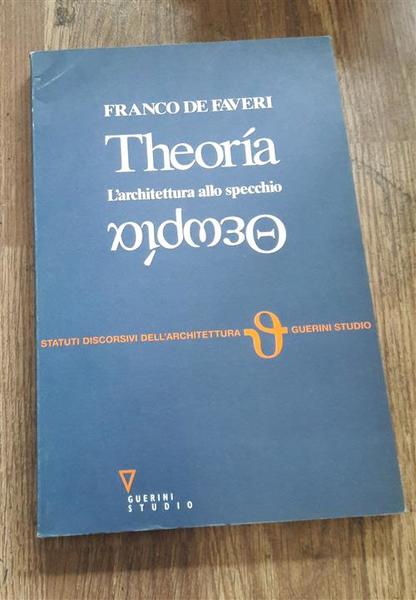 FRANCO DE FAVERI
Theoría
L'architettura allo specchio
Θεωρία
STATUTI DISCORSIVI DELL'ARCHITETTURA ϑ GUERINI STUDIO
GUERINI
STUDIO